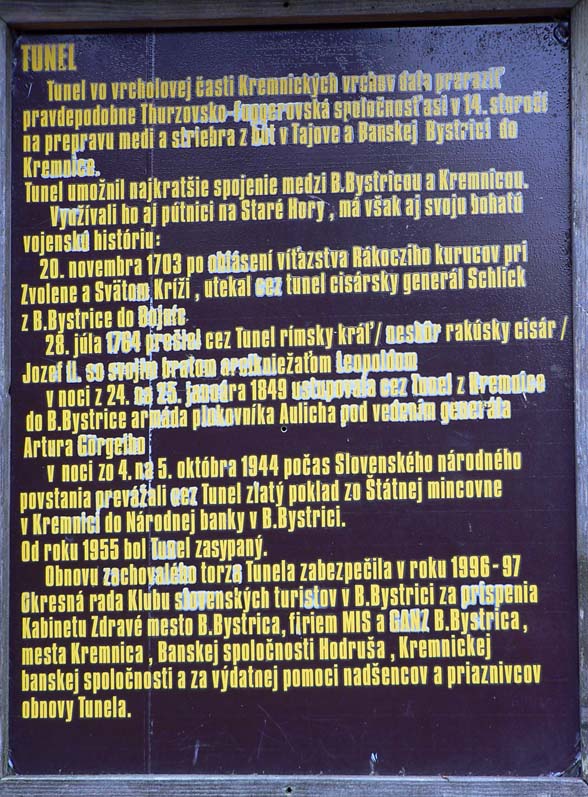 TUNEL
Tunel vo vrcholovej časti Kremnických vrchov dala preraziť
pravdepodobne Thurzovsko-fuggerovská spoločnosť asi v 14. storočí
na prepravu medi a striebra z hút v Tajove a Banskej Bystrici do
Kremnice.
Tunel umožnil najkratšie spojenie medzi B.Bystricou a Kremnicou.
Využívali ho aj pútnici na Staré Hory , má však aj svoju bohatú
vojenskú históriu:
20. novembra 1703 po ohlásení víťazstva Rákocziho kurucov pri
Zvolene a Svätom Kríži , utekal cez tunel cisársky generál Schlick
z B.Bystrice do Bojníc
28. júla 1764 prešiel cez Tunel rímsky kráľ/ neskôr rakúsky cisár /
Jozef II. so svojím bratom arcikniežaťom Leopoldom
v noci z 24. na 25. januára 1849 ustupovala cez Tunel z Kremnice
do B.Bystrice armáda plukovníka Aulicha pod vedením generála
Artura Görgeiho
v noci zo 4. na 5. októbra 1944 počas Slovenského národného
povstania prevážali cez Tunel zlatý poklad zo Štátnej mincovne
v Kremnici do Národnej banky v B.Bystrici.
Od roku 1955 bol Tunel zasypaný.
Obnovu zachovalého torza Tunela zabezpečila v roku 1996-97
Okresná rada Klubu slovenských turistov v B.Bystrici za prispenia
Kabinetu Zdravé mesto B.Bystrica, firiem MIS a GANZ B.Bystrica ,
mesta Kremnica , Banskej spoločnosti Hodruša , Kremnickej
banskej spoločnosti a za výdatnej pomoci nadšencov a priaznivcov
obnovy Tunela.